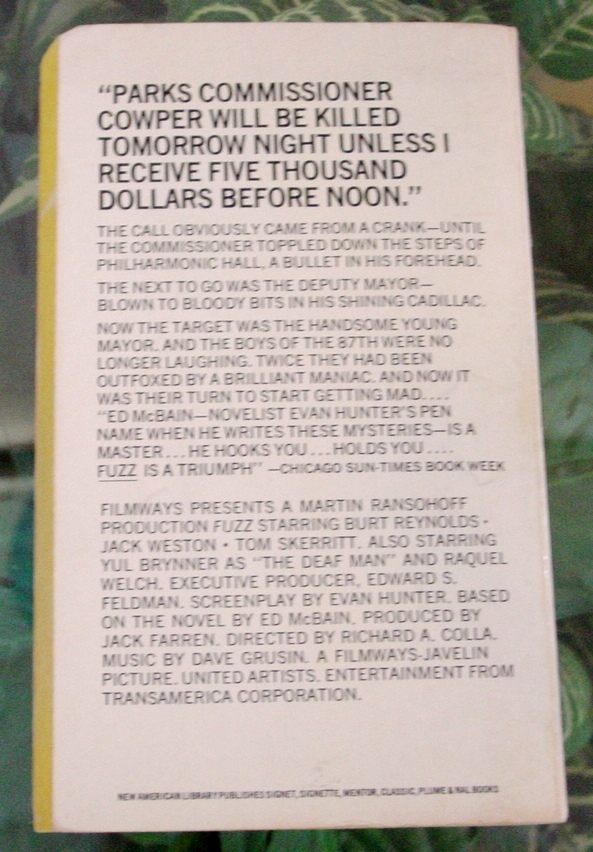 “PARKS COMMISSIONER
COWPER WILL BE KILLED
TOMORROW NIGHT UNLESS I
RECEIVE FIVE THOUSAND
DOLLARS BEFORE NOON.”
THE CALL OBVIOUSLY CAME FROM A CRANK—UNTIL
THE COMMISSIONER TOPPLED DOWN THE STEPS OF
PHILHARMONIC HALL, A BULLET IN HIS FOREHEAD.
THE NEXT TO GO WAS THE DEPUTY MAYOR—
BLOWN TO BLOODY BITS IN HIS SHINING CADILLAC.
NOW THE TARGET WAS THE HANDSOME YOUNG
MAYOR. AND THE BOYS OF THE 87TH WERE NO
LONGER LAUGHING. TWICE THEY HAD BEEN
OUTFOXED BY A BRILLIANT MANIAC. AND NOW IT
WAS THEIR TURN TO START GETTING MAD....
“ED McBAIN—NOVELIST EVAN HUNTER'S PEN
NAME WHEN HE WRITES THESE MYSTERIES—IS A
MASTER...HE HOOKS YOU...HOLDS YOU....
FUZZ IS A TRIUMPH” —CHICAGO SUN-TIMES BOOK WEEK
FILMWAYS PRESENTS A MARTIN RANSOHOFF
PRODUCTION FUZZ STARRING BURT REYNOLDS •
JACK WESTON • TOM SKERRITT. ALSO STARRING
YUL BRYNNER AS “THE DEAF MAN” AND RAQUEL
WELCH. EXECUTIVE PRODUCER, EDWARD S.
FELDMAN. SCREENPLAY BY EVAN HUNTER. BASED
ON THE NOVEL BY ED McBAIN. PRODUCED BY
JACK FARREN. DIRECTED BY RICHARD A. COLLA.
MUSIC BY DAVE GRUSIN. A FILMWAYS-JAVELIN
PICTURE. UNITED ARTISTS. ENTERTAINMENT FROM
TRANSAMERICA CORPORATION.
NEW AMERICAN LIBRARY PUBLISHES SIGNET, SIGNETTE, MENTOR, CLASSIC, PLUME & NAL BOOKS